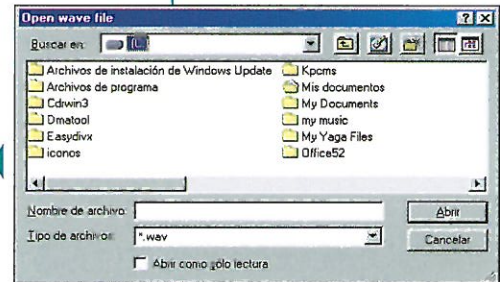 Open wave file
Buscar en:
Archivos de instalación de Windows Update Kpcms
Archivos de programa Mis documentos
Cdrwin3 My Documents
Dmatool my music
Easydivx My Yaga Files
iconos Office52
Nombre de archivo: Abrir
Tipo de archivos: *.wav Cancelar
Abrir como sólo lectura